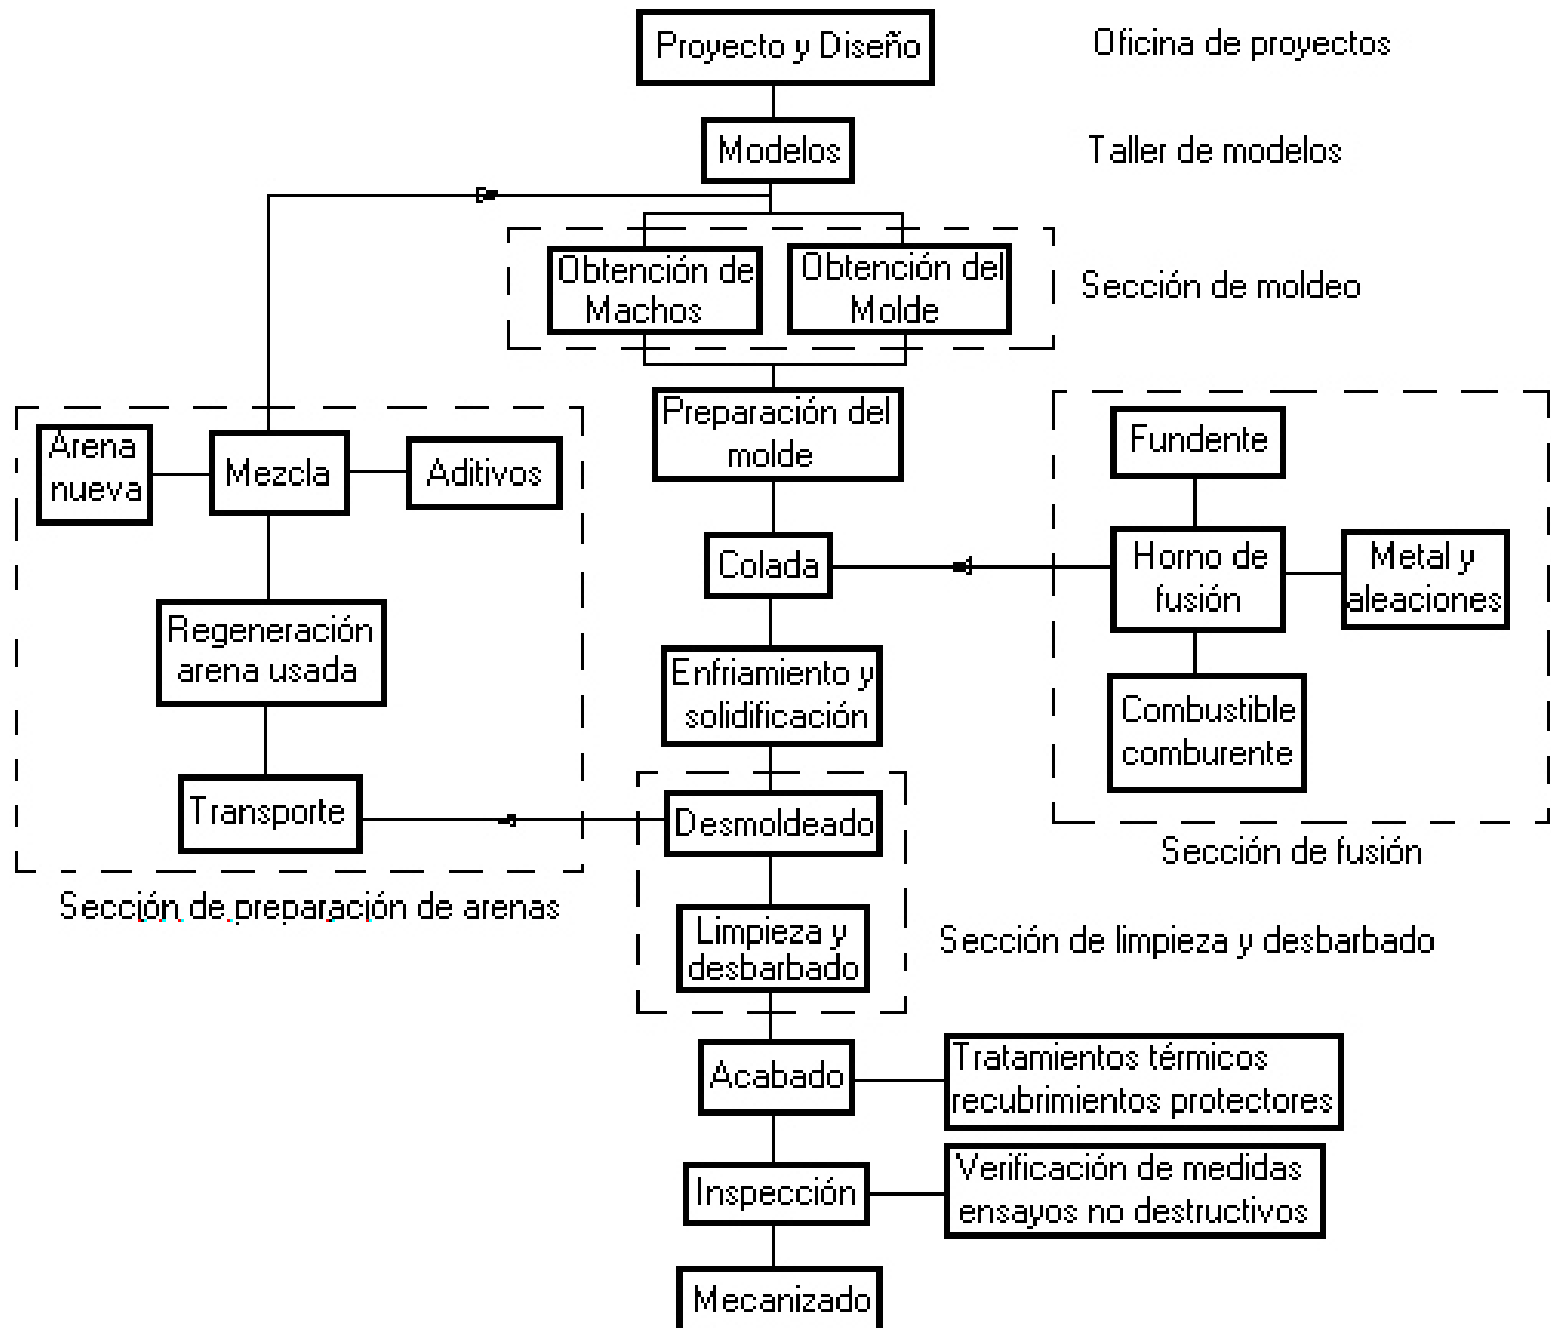 Proyecto y Diseño
Oficina de proyectos
Modelos
Taller de modelos
Obtención de
Machos
Obtención del
Molde
Sección de moldeo
Preparación del
molde
Arena
nueva
Mezcla
Aditivos
Fundente
Colada
Horno de
fusión
Metal y
aleaciones
Regeneración
arena usada
Enfriamiento y
solidificación
Combustible
comburente
Transporte
Desmoldeado
Sección de fusión
Sección de preparación de arenas
Limpieza y
desbarbado
Sección de limpieza y desbarbado
Acabado
Tratamientos térmicos
recubrimientos protectores
Inspección
Verificación de medidas
ensayos no destructivos
Mecanizado